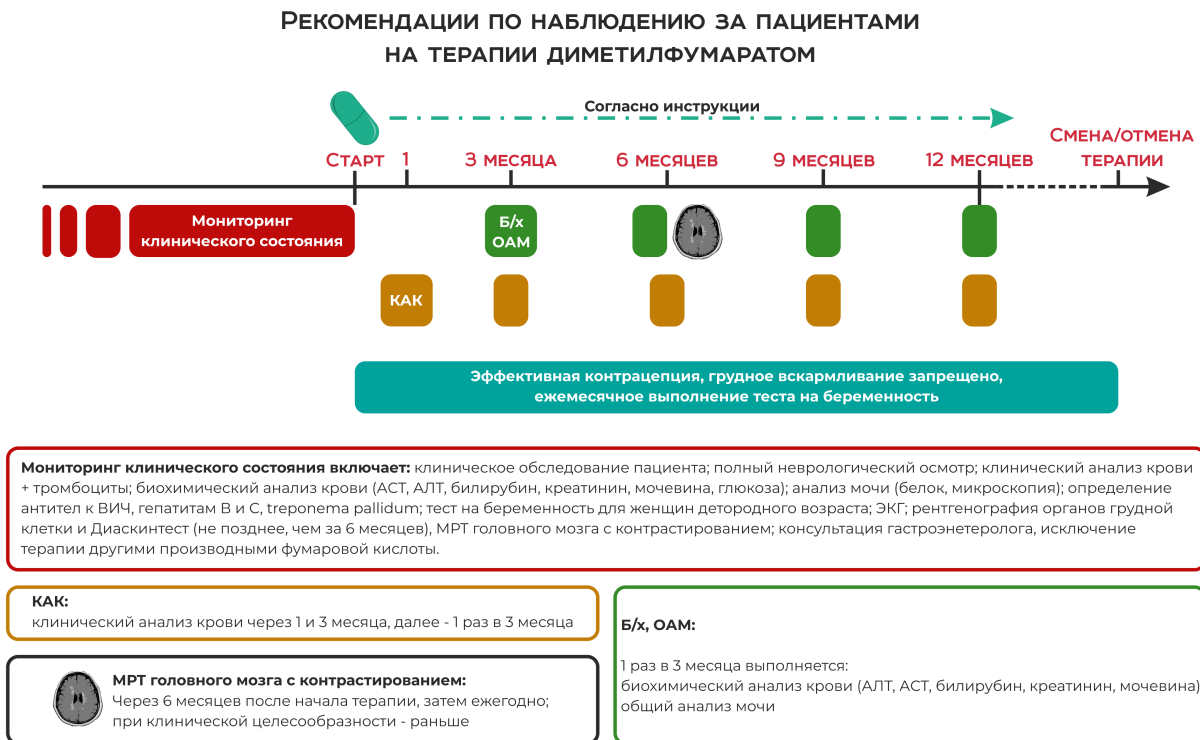 Рекомендации по наблюдению за пациентами
на терапии диметилфумаратом
Согласно инструкции
Старт
1
3 месяца
6 месяцев
9 месяцев
12 месяцев
Смена/отмена
терапии
Мониторинг
клинического состояния
Б/х
ОАМ
КАК
Эффективная контрацепция, грудное вскармливание запрещено,
ежемесячное выполнение теста на беременность
Мониторинг клинического состояния включает: клиническое обследование пациента; полный неврологический осмотр; клинический анализ крови
+ тромбоциты; биохимический анализ крови (АСТ, АЛТ, билирубин, креатинин, мочевина, глюкоза); анализ мочи (белок, микроскопия); определение
антител к ВИЧ, гепатитам В и С, treponema pallidum; тест на беременность для женщин детородного возраста; ЭКГ; рентгенография органов грудной
клетки и Диаскинтест (не позднее, чем за 6 месяцев), МРТ головного мозга с контрастированием; консультация гастроэнетеролога, исключение
терапии другими производными фумаровой кислоты.
КАК:
клинический анализ крови через 1 и 3 месяца, далее - 1 раз в 3 месяца
МРТ головного мозга с контрастированием:
Через 6 месяцев после начала терапии, затем ежегодно;
при клинической целесообразности - раньше
Б/х, ОАМ:
1 раз в 3 месяца выполняется:
биохимический анализ крови (АЛТ, АСТ, билирубин, креатинин, мочевина)
общий анализ мочи